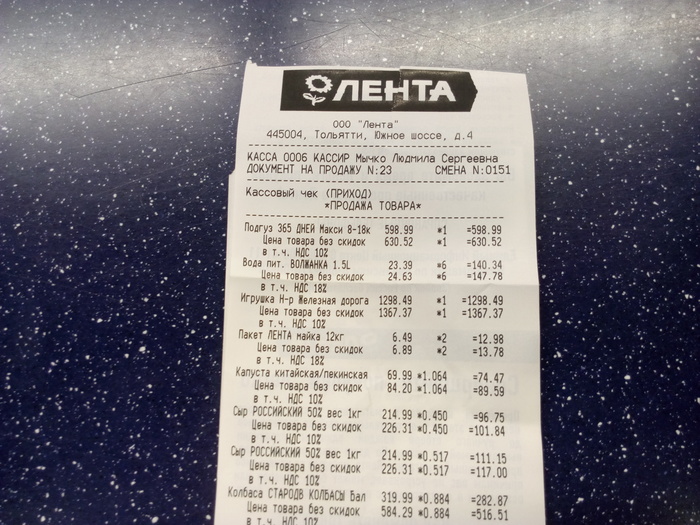 ЛЕНТА
ООО "Лента"
445004, Тольятти, Южное шоссе, д.4
КАССА 0006 КАССИР Мычко Людмила Сергеевна
ДОКУМЕНТ НА ПРОДАЖУ N:23 СМЕНА N:0151
Кассовый чек (ПРИХОД)
*ПРОДАЖА ТОВАРА*
Подгуз 365 ДНЕЙ Макси 8-18к 598.99 *1 =598.99
Цена товара без скидок 630.52 *1 =630.52
в т.ч. НДС 10%
Вода пит. ВОЛЖАНКА 1.5L 23.39 *6 =140.34
Цена товара без скидок 24.63 *6 =147.78
в т.ч. НДС 18%
Игрушка Н-р Железная дорога 1298.49 *1 =1298.49
Цена товара без скидок 1367.37 *1 =1367.37
в т.ч. НДС 10%
Пакет ЛЕНТА майка 12кг 6.49 *2 =12.98
Цена товара без скидок 6.89 *2 =13.78
в т.ч. НДС 18%
Капуста китайская/пекинская 69.99 *1.064 =74.47
Цена товара без скидок 84.20 *1.064 =89.59
в т.ч. НДС 10%
Сыр РОССИЙСКИЙ 50% вес 1кг 214.99 *0.450 =96.75
Цена товара без скидок 226.31 *0.450 =101.84
в т.ч. НДС 10%
Сыр РОССИЙСКИЙ 50% вес 1кг 214.99 *0.517 =111.15
Цена товара без скидок 226.31 *0.517 =117.00
в т.ч. НДС 10%
Колбаса СТАРОДВ КОЛБАСЫ Бал 319.99 *0.884 =282.87
Цена товара без скидок 584.29 *0.884 =516.51
в т.ч. НДС 10%